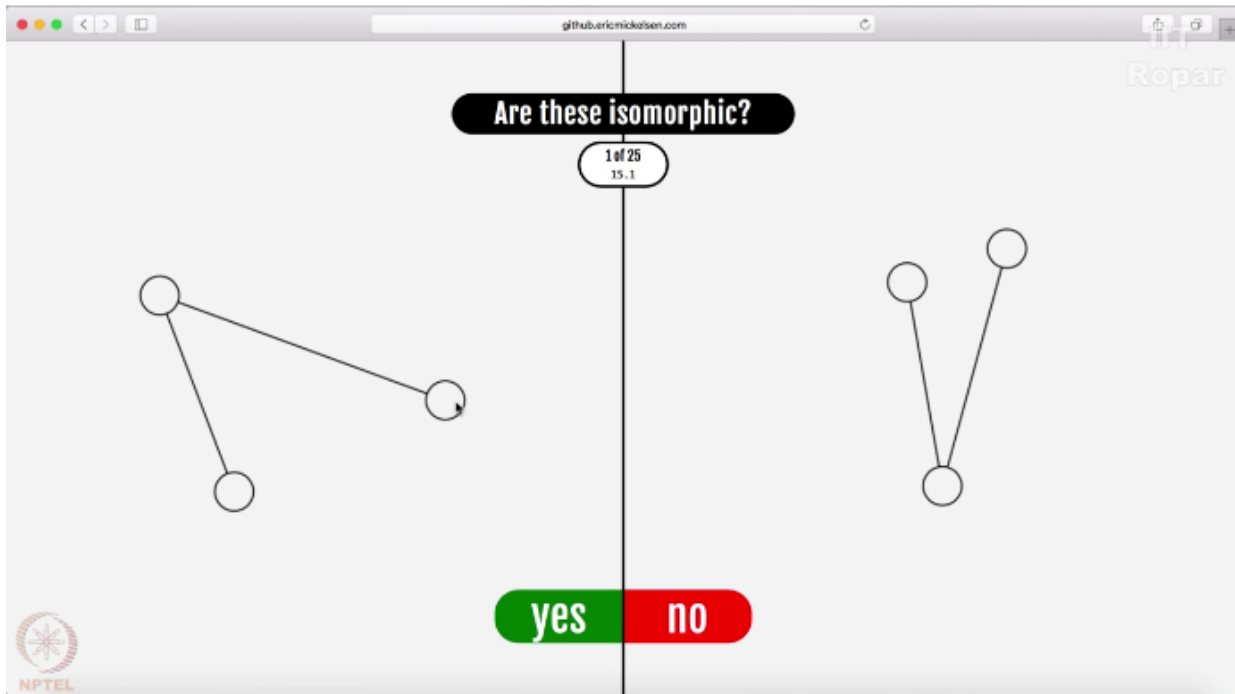 github.ericmickelsen.com
IIT
Ropar
Are these isomorphic?
1 of 25
15.1
yes
no
NPTEL